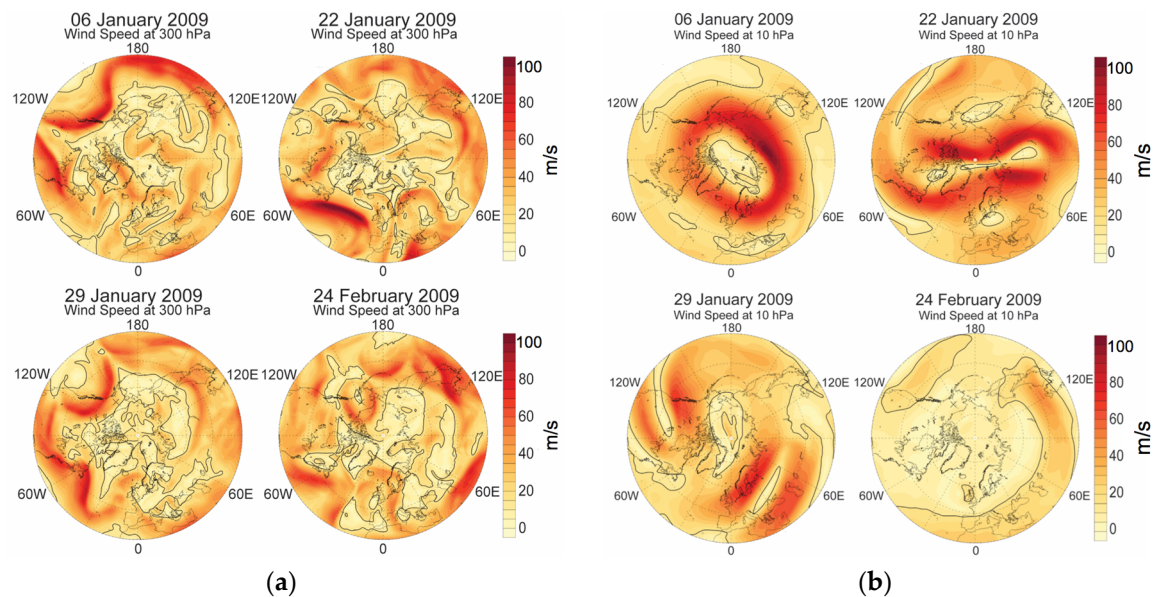 06 January 2009
Wind Speed at 300 hPa
180
120W
120E
60W
60E
0
22 January 2009
Wind Speed at 300 hPa
180
120W
120E
60W
60E
0
100
80
60
40
20
0
m/s
29 January 2009
Wind Speed at 300 hPa
180
120W
120E
60W
60E
0
24 February 2009
Wind Speed at 300 hPa
180
120W
120E
60W
60E
0
100
80
60
40
20
0
m/s
(a)
06 January 2009
Wind Speed at 10 hPa
180
120W
120E
60W
60E
0
22 January 2009
Wind Speed at 10 hPa
180
120W
120E
60W
60E
0
100
80
60
40
20
0
m/s
29 January 2009
Wind Speed at 10 hPa
180
120W
120E
60W
60E
0
24 February 2009
Wind Speed at 10 hPa
180
120W
120E
60W
60E
0
100
80
60
40
20
0
m/s
(b)